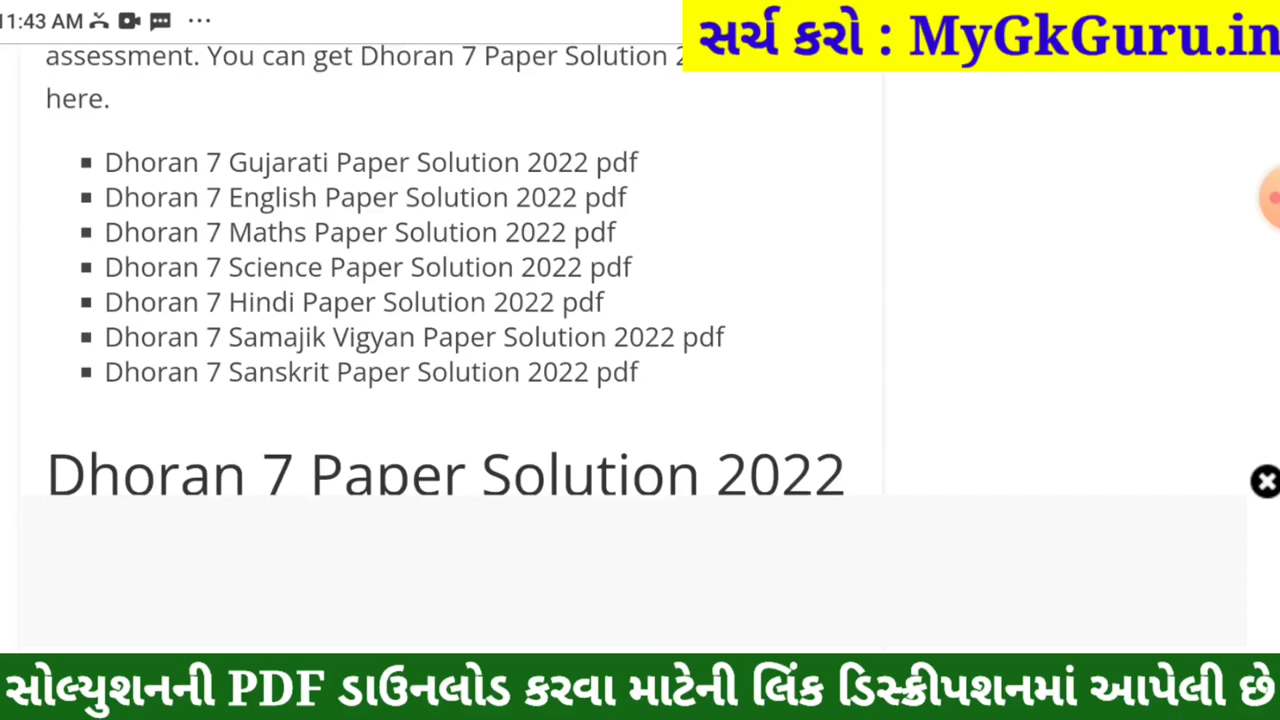 11:43 AM
સર્ચ કરો : MyGkGuru.in
assessment. You can get Dhoran 7 Paper Solution
here.
Dhoran 7 Gujarati Paper Solution 2022 pdf
Dhoran 7 English Paper Solution 2022 pdf
Dhoran 7 Maths Paper Solution 2022 pdf
Dhoran 7 Science Paper Solution 2022 pdf
Dhoran 7 Hindi Paper Solution 2022 pdf
Dhoran 7 Samajik Vigyan Paper Solution 2022 pdf
Dhoran 7 Sanskrit Paper Solution 2022 pdf
Dhoran 7 Paper Solution 2022
સોલ્યુશનની PDF ડાઉનલોડ કરવા માટેની લિંક ડિસ્ક્રીપશનમાં આપેલી છે